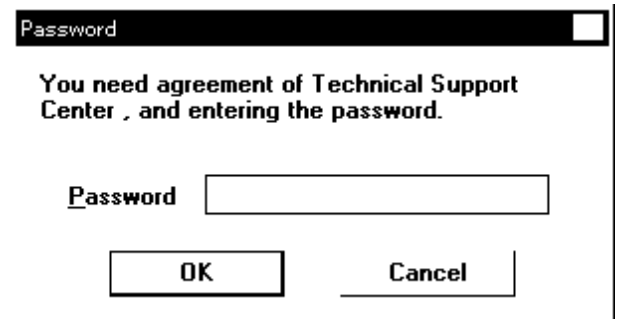 Password
You need agreement of Technical Support
Center , and entering the password.
Password
OK
Cancel